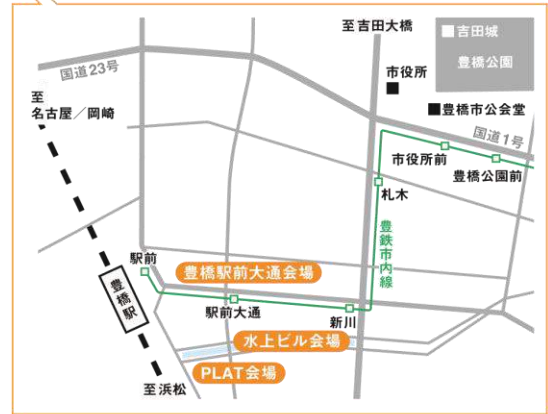 至吉田大橋
吉田城
豊橋公園
国道23号
市役所
至
名古屋／岡崎
豊橋市公会堂
国道1号
市役所前
豊橋公園前
札木
豊鉄市内線
駅前
豊橋駅前大通会場
豊橋駅
駅前大通
新川
水上ビル会場
PLAT会場
至浜松